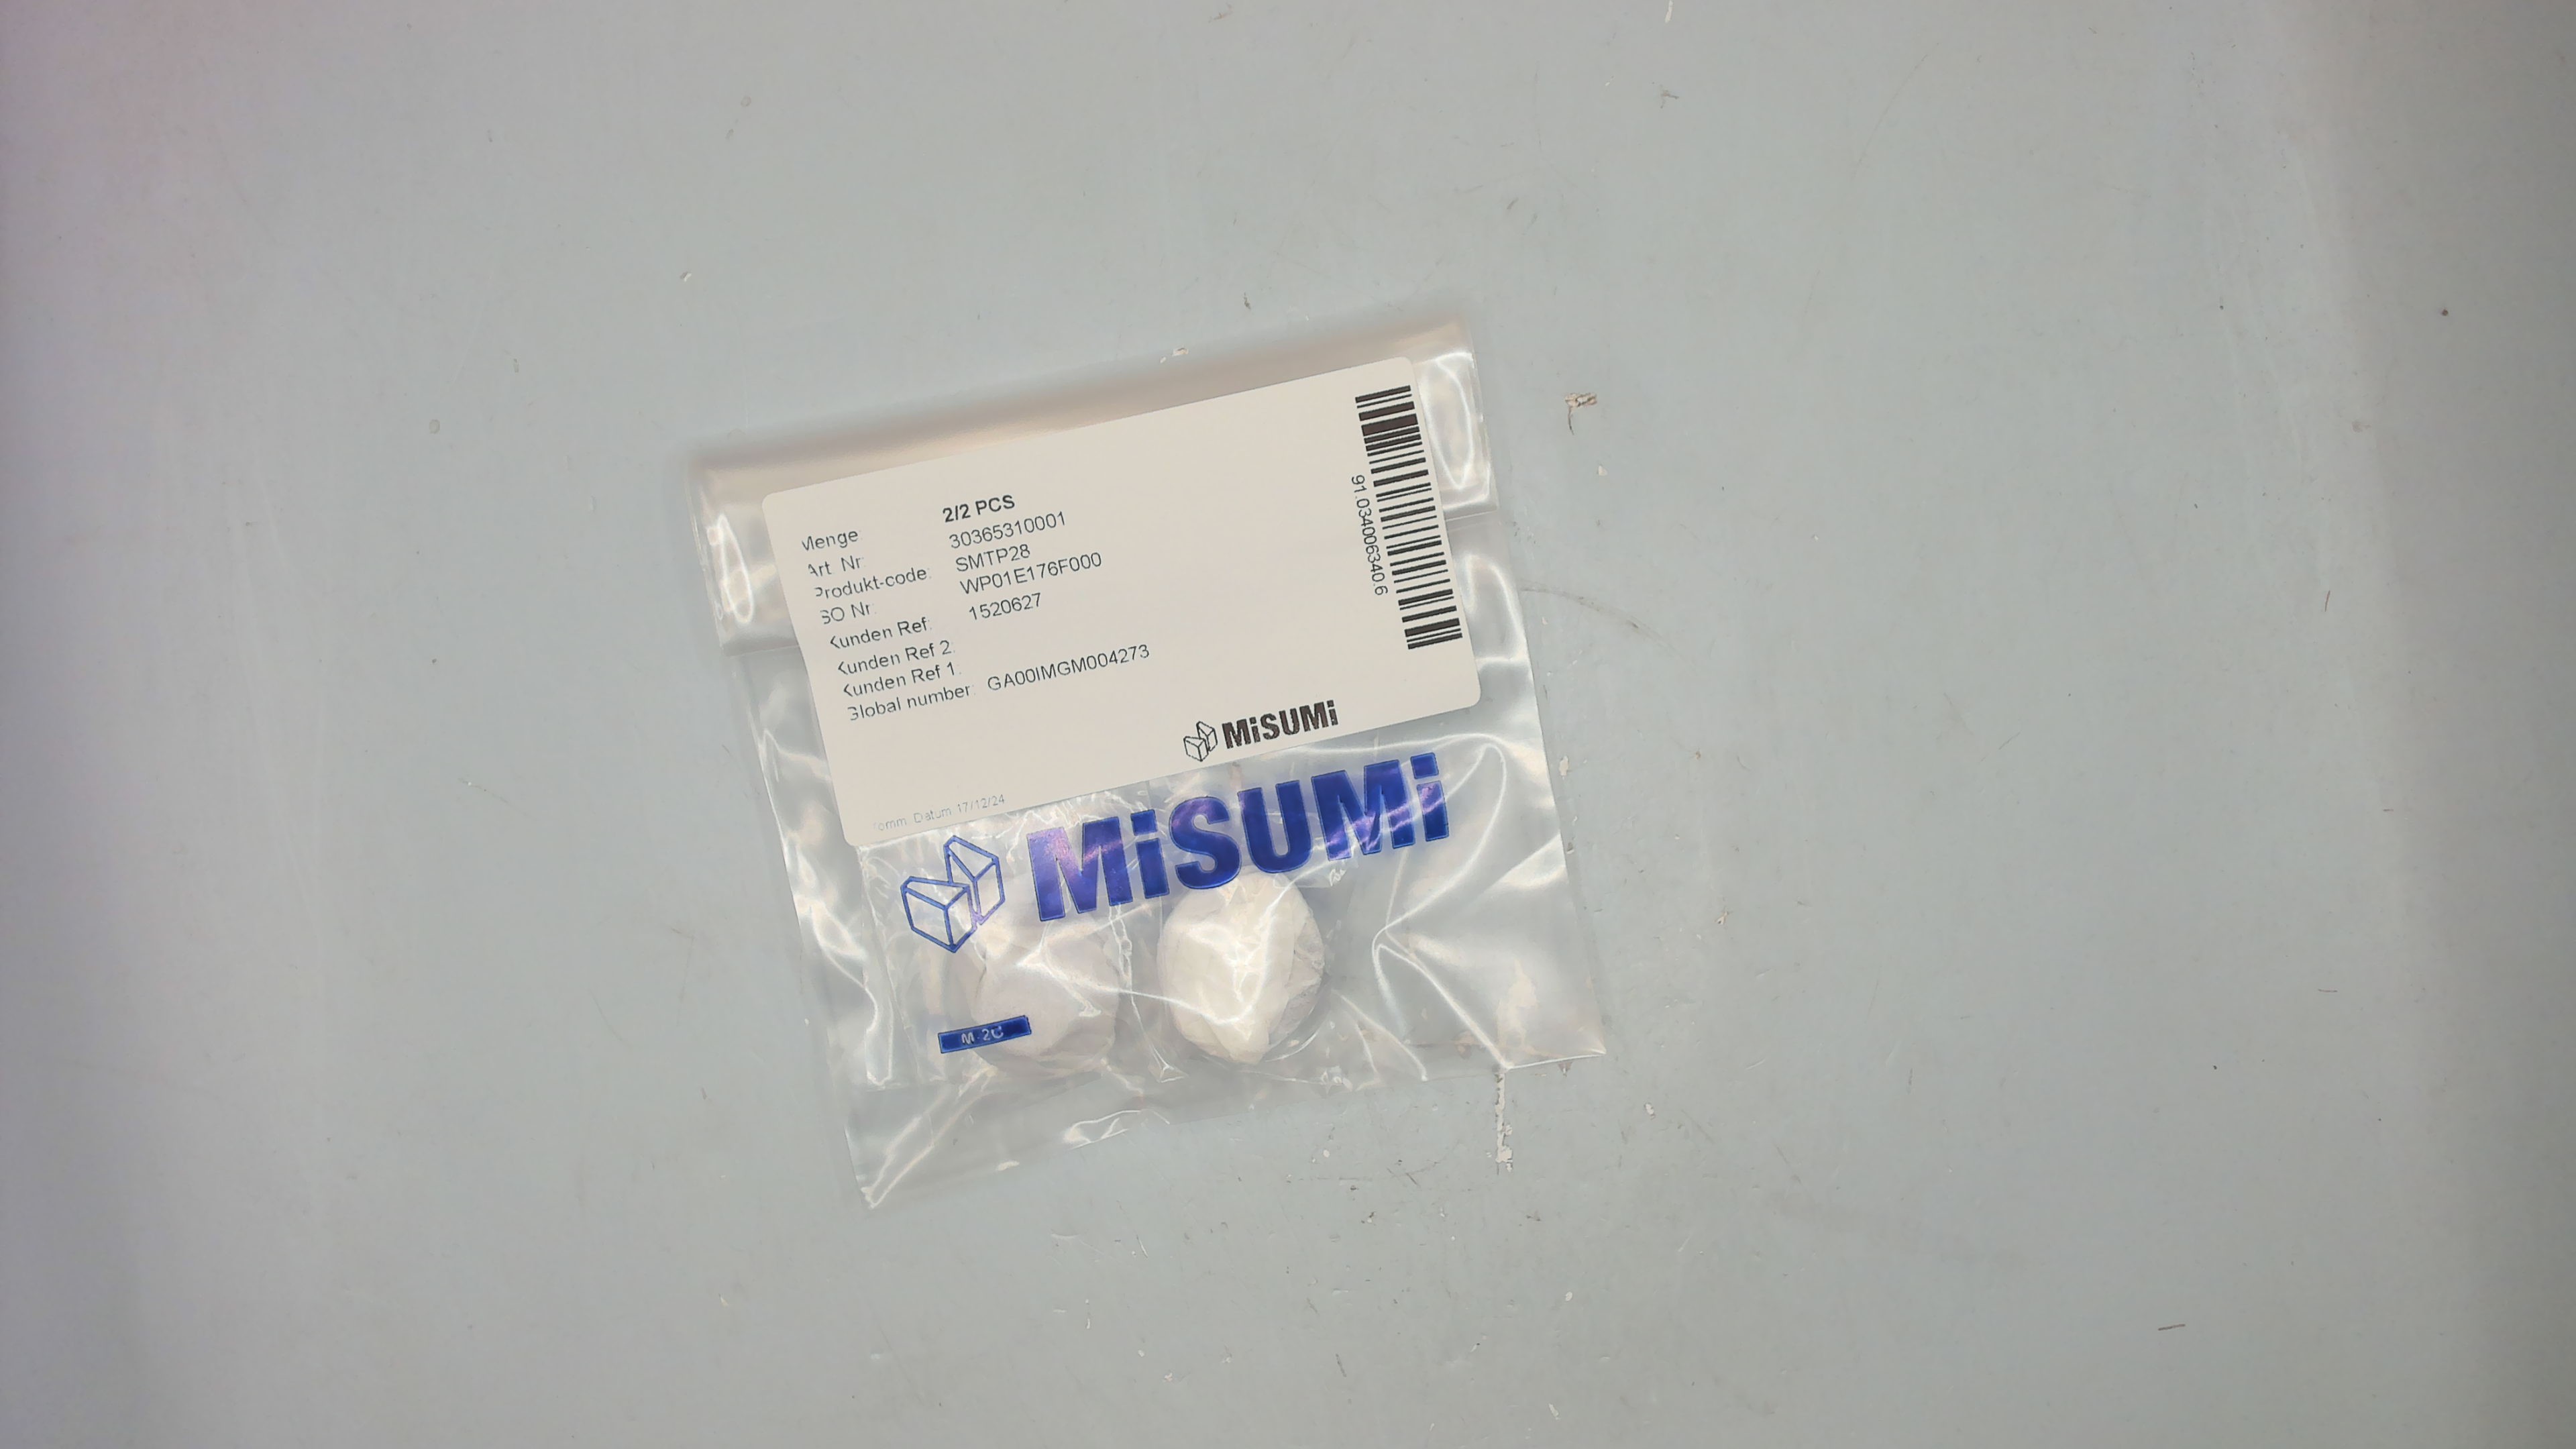 Menge 2/2 PCS
Art. Nr: 30365310001
Produkt-code: SMTP28
SO Nr: WP01E176F000
Kunden Ref: 1520627
Kunden Ref 2:
Kunden Ref 1:
Global number: GA00IMGM004273
91.034006340.6
MiSUMi
Komm. Datum 17/12/24
MiSUMi